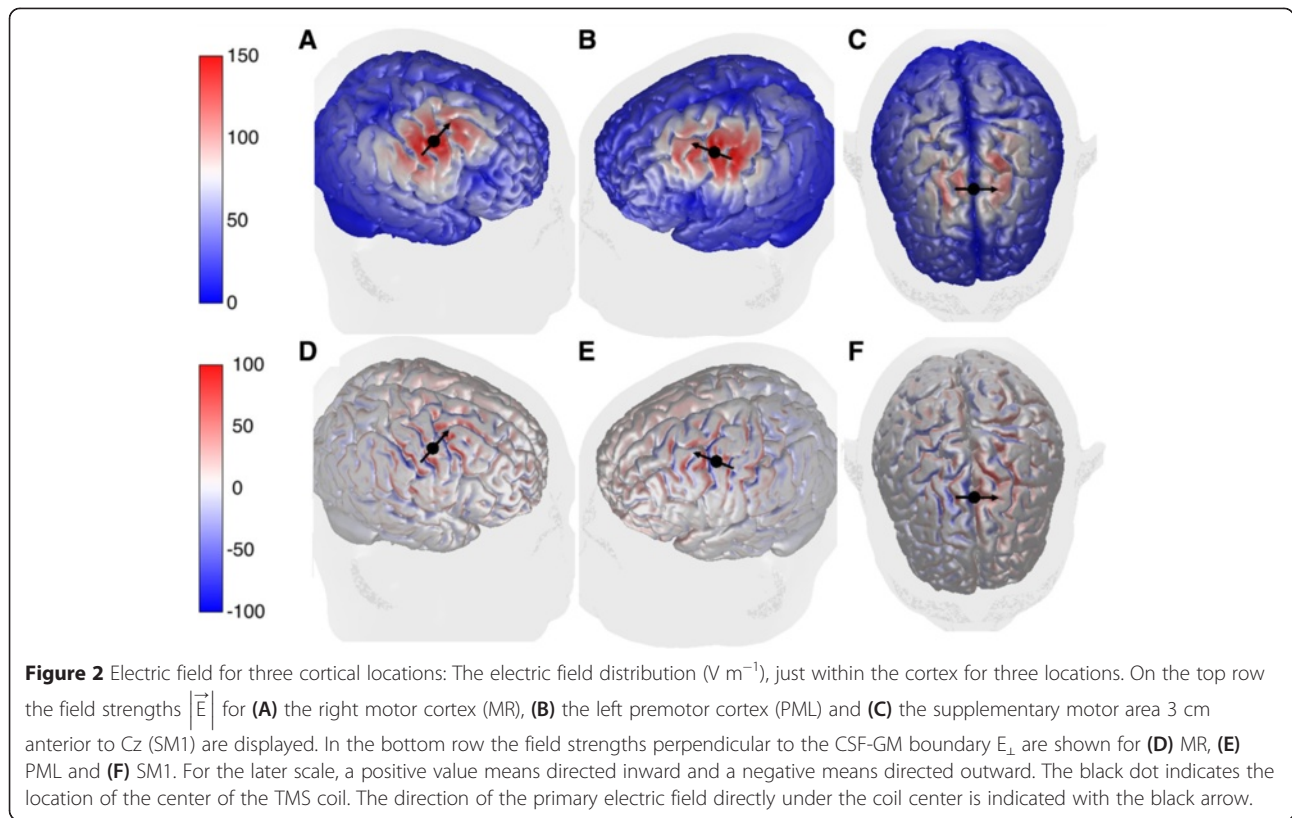 A B C
150
100
50
0
D E F
100
50
0
-50
-100
Figure 2 Electric field for three cortical locations: The electric field distribution (V m⁻¹), just within the cortex for three locations. On the top row
the field strengths |E⃗| for (A) the right motor cortex (MR), (B) the left premotor cortex (PML) and (C) the supplementary motor area 3 cm
anterior to Cz (SM1) are displayed. In the bottom row the field strengths perpendicular to the CSF-GM boundary E⊥ are shown for (D) MR, (E)
PML and (F) SM1. For the later scale, a positive value means directed inward and a negative means directed outward. The black dot indicates the
location of the center of the TMS coil. The direction of the primary electric field directly under the coil center is indicated with the black arrow.